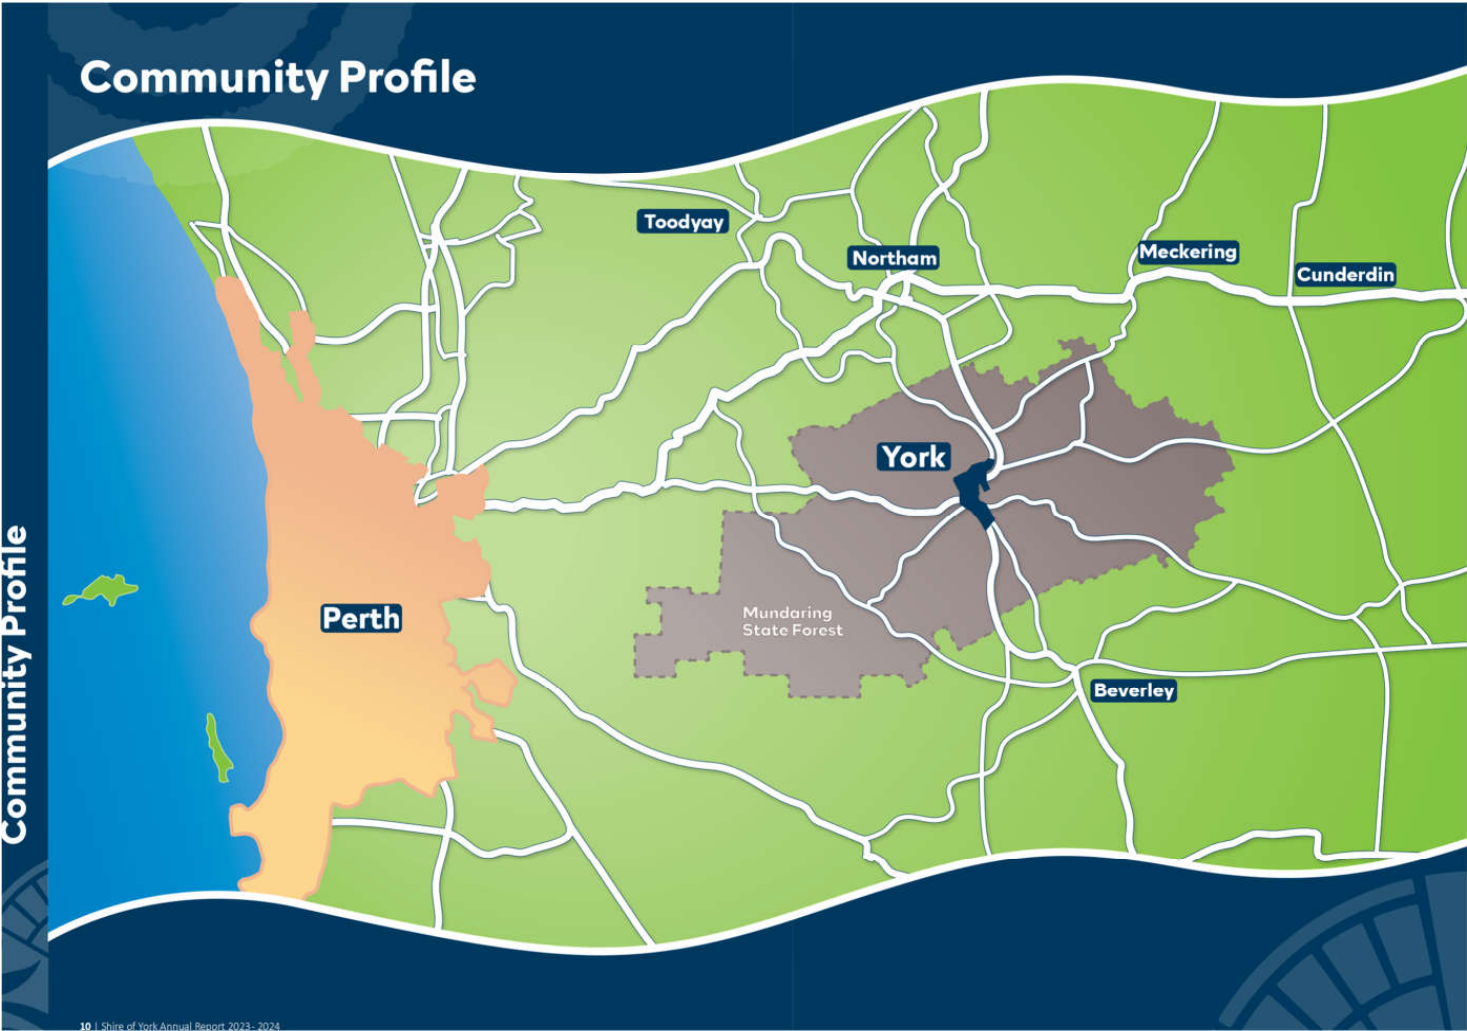 Community Profile
Toodyay
Northam
Meckering
Cunderdin
York
Perth
Mundaring
State Forest
Beverley
Community Profile
10 | Shire of York Annual Report 2023 - 2024